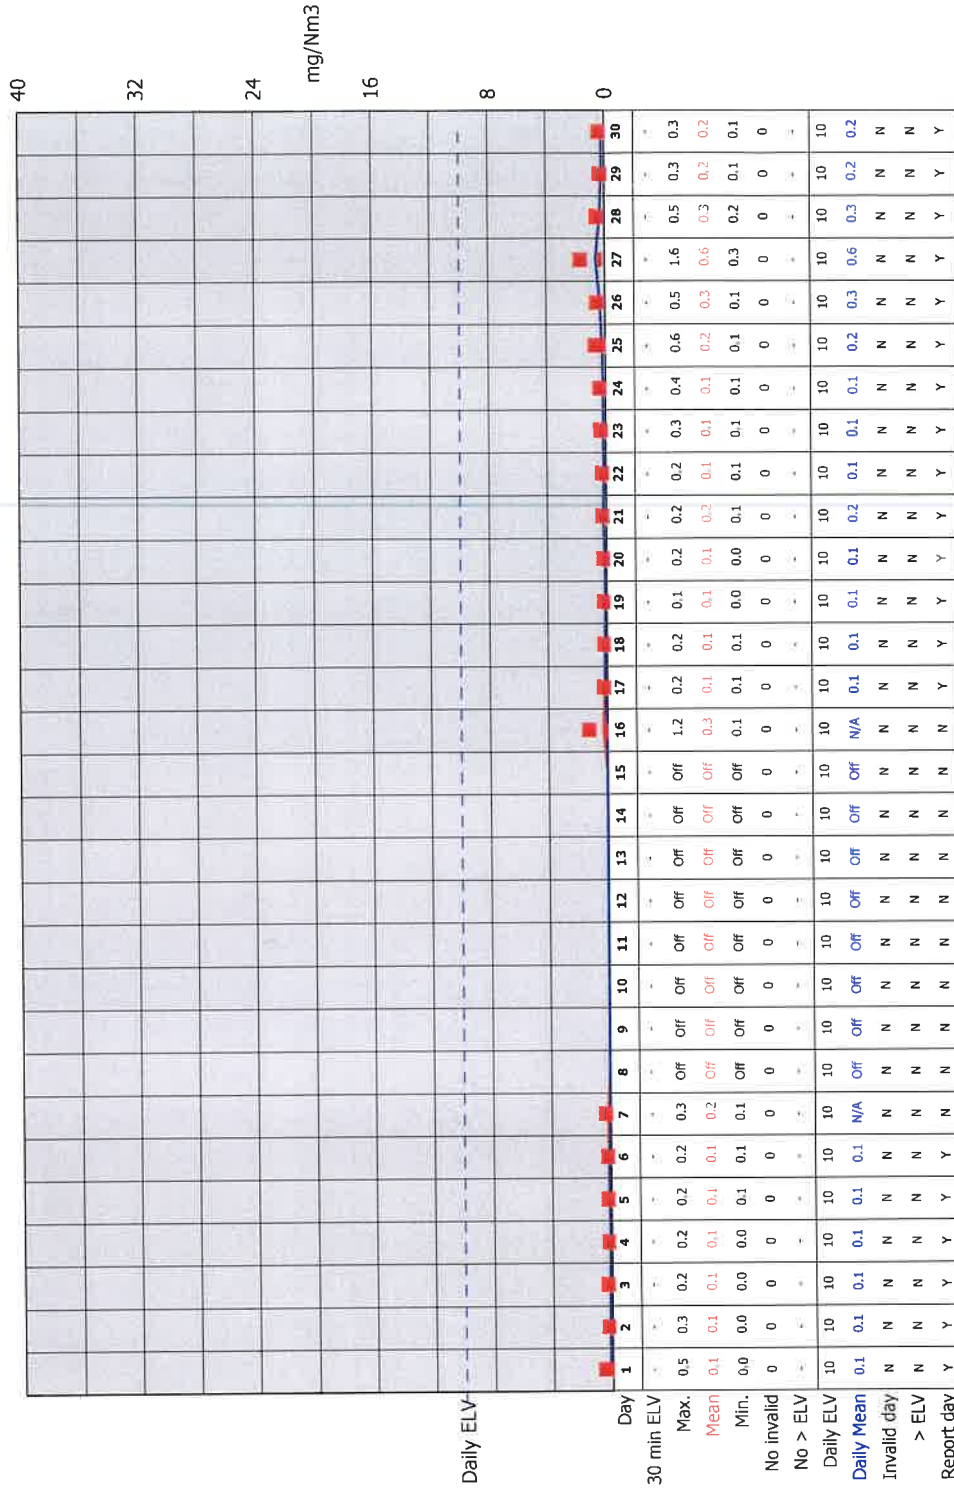 mg/Nm3
40
32
24
16
8
0
Daily ELV
Day 1 2 3 4 5 6 7 8 9 10 11 12 13 14 15 16 17 18 19 20 21 22 23 24 25 26 27 28 29 30
30 min ELV - - - - - - - - - - - - - - - - - - - - - - - - - - - - - -
Max. 0.5 0.3 0.2 0.2 0.2 0.2 0.3 Off Off Off Off Off Off Off Off 1.2 0.2 0.2 0.1 0.2 0.2 0.2 0.3 0.4 0.6 0.5 1.6 0.5 0.3 0.3
Mean 0.1 0.1 0.1 0.1 0.1 0.1 0.2 Off Off Off Off Off Off Off Off 0.3 0.1 0.1 0.1 0.1 0.2 0.1 0.1 0.1 0.2 0.3 0.6 0.3 0.2 0.2
Min. 0.0 0.0 0.0 0.0 0.1 0.1 0.1 Off Off Off Off Off Off Off Off 0.1 0.1 0.1 0.0 0.0 0.1 0.1 0.1 0.1 0.1 0.1 0.3 0.2 0.1 0.1
No invalid 0 0 0 0 0 0 0 0 0 0 0 0 0 0 0 0 0 0 0 0 0 0 0 0 0 0 0 0 0 0
No > ELV - - - - - - - - - - - - - - - - - - - - - - - - - - - - - -
Daily ELV 10 10 10 10 10 10 10 10 10 10 10 10 10 10 10 10 10 10 10 10 10 10 10 10 10 10 10 10 10 10
Daily Mean 0.1 0.1 0.1 0.1 0.1 0.1 N/A Off Off Off Off Off Off Off Off N/A 0.1 0.1 0.1 0.1 0.2 0.1 0.1 0.1 0.2 0.3 0.6 0.3 0.2 0.2
Invalid day N N N N N N N N N N N N N N N N N N N N N N N N N N N N N N
> ELV N N N N N N N N N N N N N N N N N N N N N N N N N N N N N N
Report day Y Y Y Y Y Y N N N N N N N N N N Y Y Y Y Y Y Y Y Y Y Y Y Y Y